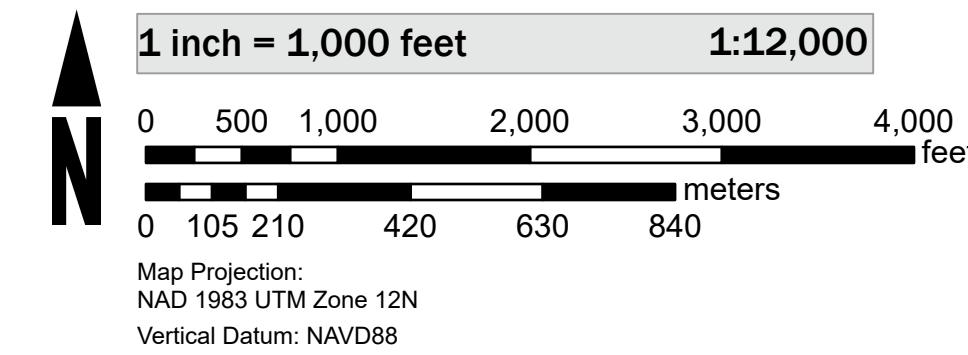 1 inch = 1,000 feet 1:12,000
0 500 1,000 2,000 3,000 4,000
feet
N
meters
0 105 210 420 630 840
Map Projection:
NAD 1983 UTM Zone 12N
Vertical Datum: NAVD88